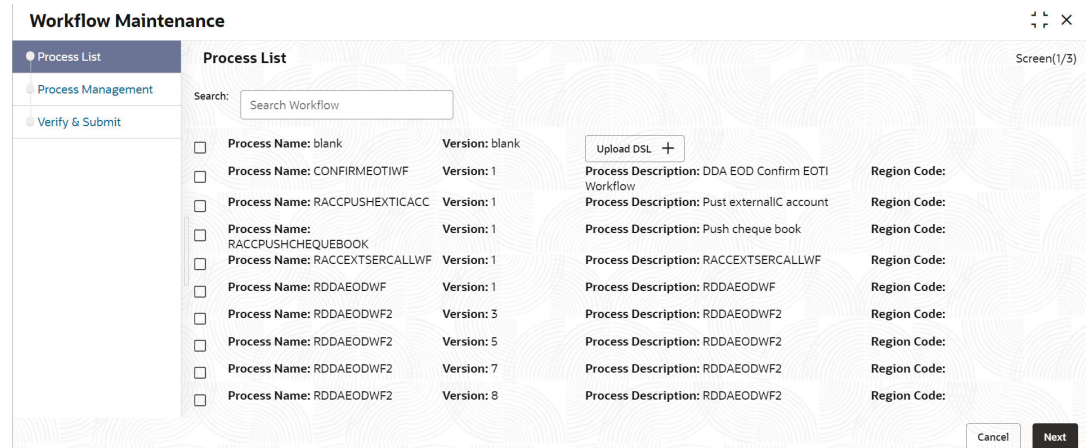 Workflow Maintenance
Process List
Process Management
Verify & Submit
Process List
Screen(1/3)
Search:
Search Workflow
Process Name: blank Version: blank Upload DSL +
Process Name: CONFIRMEOTIWF Version: 1 Process Description: DDA EOD Confirm EOTI Region Code:
Workflow
Process Name: RACCPUSHEXTICACC Version: 1 Process Description: Pust externalIC account Region Code:
Process Name: Version: 1 Process Description: Push cheque book Region Code:
RACCPUSHCHEQUEBOOK
Process Name: RACCEXTSERCALLWF Version: 1 Process Description: RACCEXTSERCALLWF Region Code:
Process Name: RDDAEODWF Version: 1 Process Description: RDDAEODWF Region Code:
Process Name: RDDAEODWF2 Version: 3 Process Description: RDDAEODWF2 Region Code:
Process Name: RDDAEODWF2 Version: 5 Process Description: RDDAEODWF2 Region Code:
Process Name: RDDAEODWF2 Version: 7 Process Description: RDDAEODWF2 Region Code:
Process Name: RDDAEODWF2 Version: 8 Process Description: RDDAEODWF2 Region Code:
Cancel Next